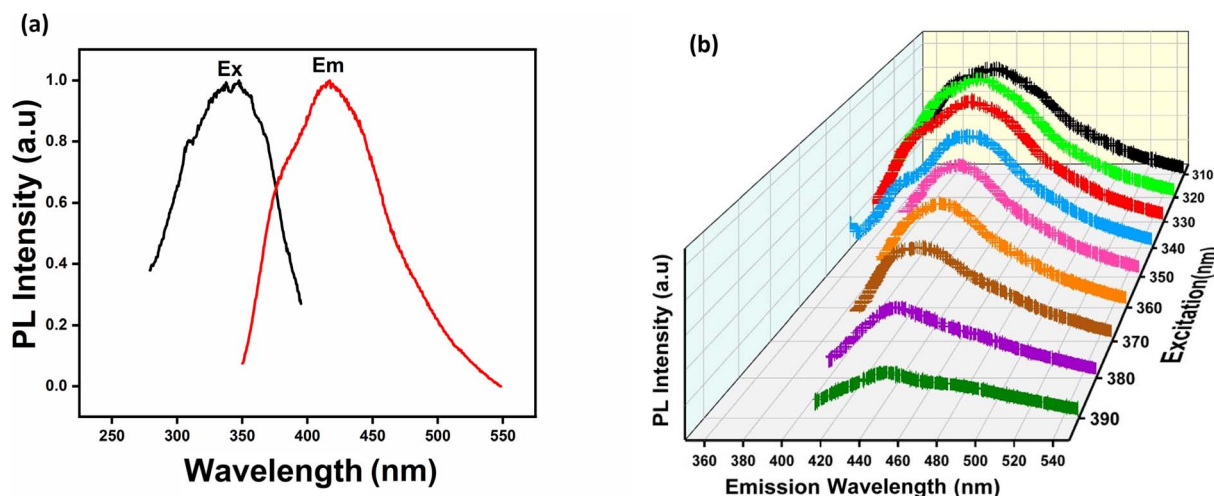 (a)
Ex
Em
1.0
0.8
0.6
0.4
0.2
0.0
PL Intensity (a.u)
250 300 350 400 450 500 550
Wavelength (nm)
(b)
PL Intensity (a.u)
310
320
330
340
350
360
370
380
390
Excitation(nm)
360 380 400 420 440 460 480 500 520 540
Emission Wavelength (nm)